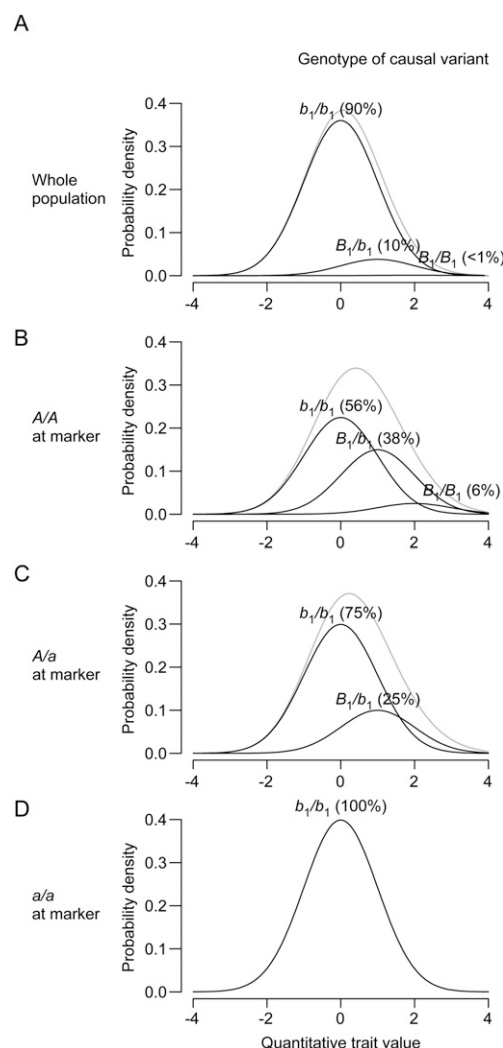 A
Genotype of causal variant
b1/b1 (90%)
B1/b1 (10%)
B1/B1 (<1%)
Whole
population
Probability density
0.4
0.3
0.2
0.1
0.0
-4 -2 0 2 4
B
A/A
at marker
Probability density
0.4
0.3
0.2
0.1
0.0
b1/b1 (56%)
B1/b1 (38%)
B1/B1 (6%)
-4 -2 0 2 4
C
A/a
at marker
Probability density
0.4
0.3
0.2
0.1
0.0
b1/b1 (75%)
B1/b1 (25%)
-4 -2 0 2 4
D
b1/b1 (100%)
a/a
at marker
Probability density
0.4
0.3
0.2
0.1
0.0
-4 -2 0 2 4
Quantitative trait value